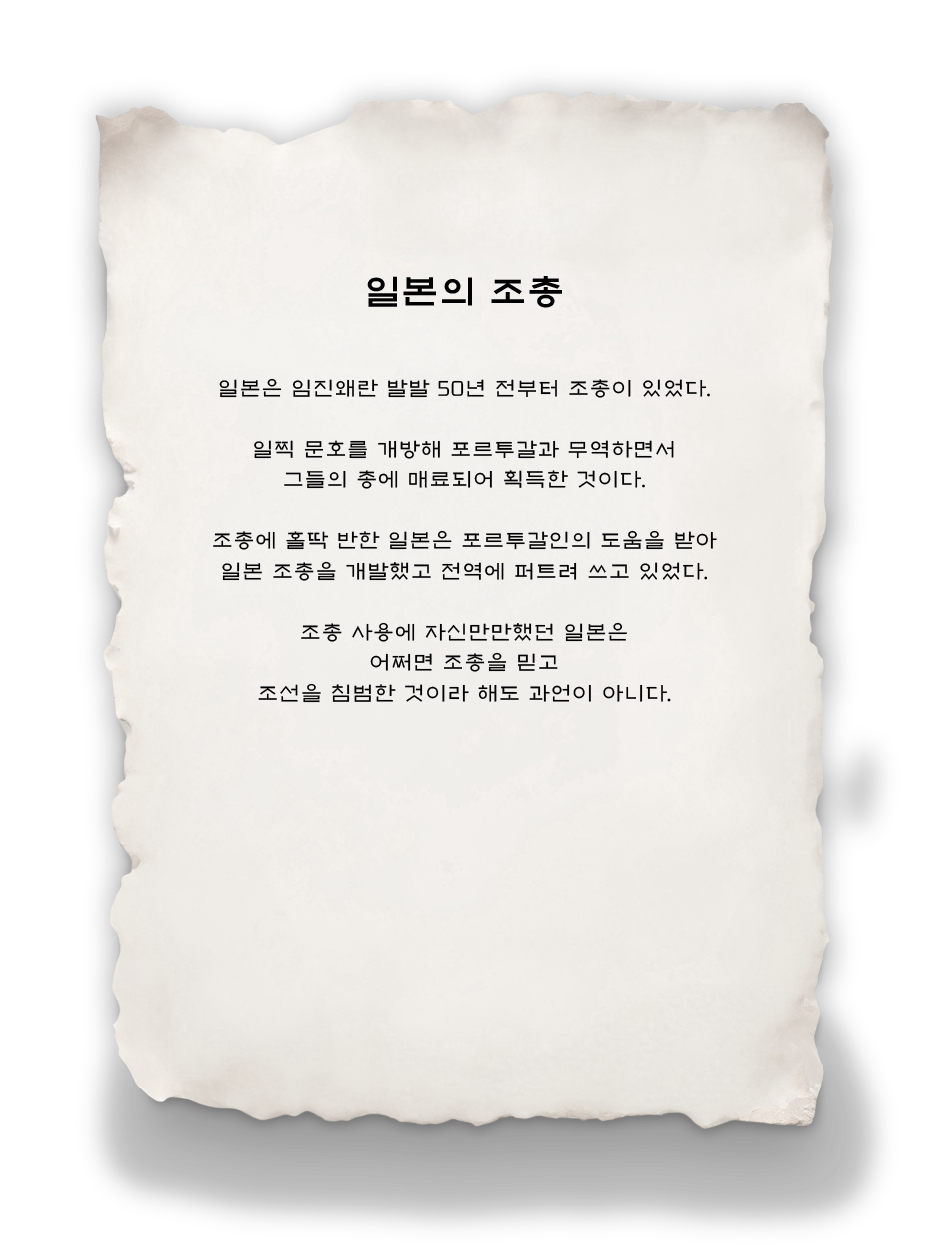 일본의 조총
일본은 임진왜란 발발 50년 전부터 조총이 있었다.
일찍 문호를 개방해 포르투갈과 무역하면서
그들의 총에 매료되어 획득한 것이다.
조총에 홀딱 반한 일본은 포르투갈인의 도움을 받아
일본 조총을 개발했고 전역에 퍼트려 쓰고 있었다.
조총 사용에 자신만만했던 일본은
어쩌면 조총을 믿고
조선을 침범한 것이라 해도 과언이 아니다.